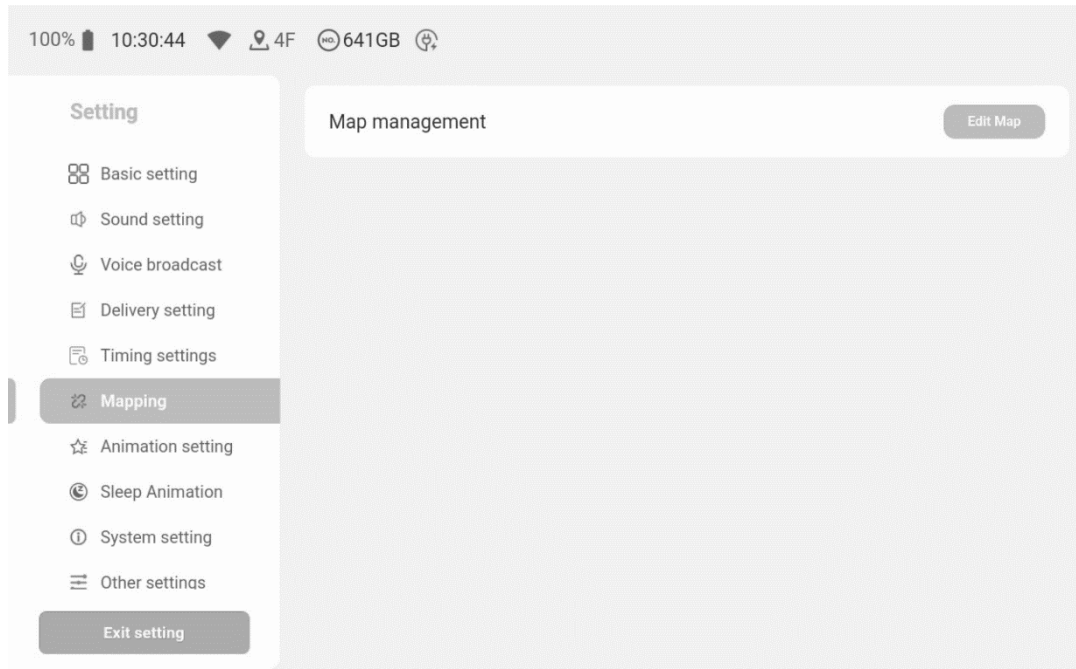 100% 10:30:44 4F NO. 641GB
Setting
Basic setting
Sound setting
Voice broadcast
Delivery setting
Timing settings
Mapping
Animation setting
Sleep Animation
System setting
Other settings
Exit setting
Map management
Edit Map